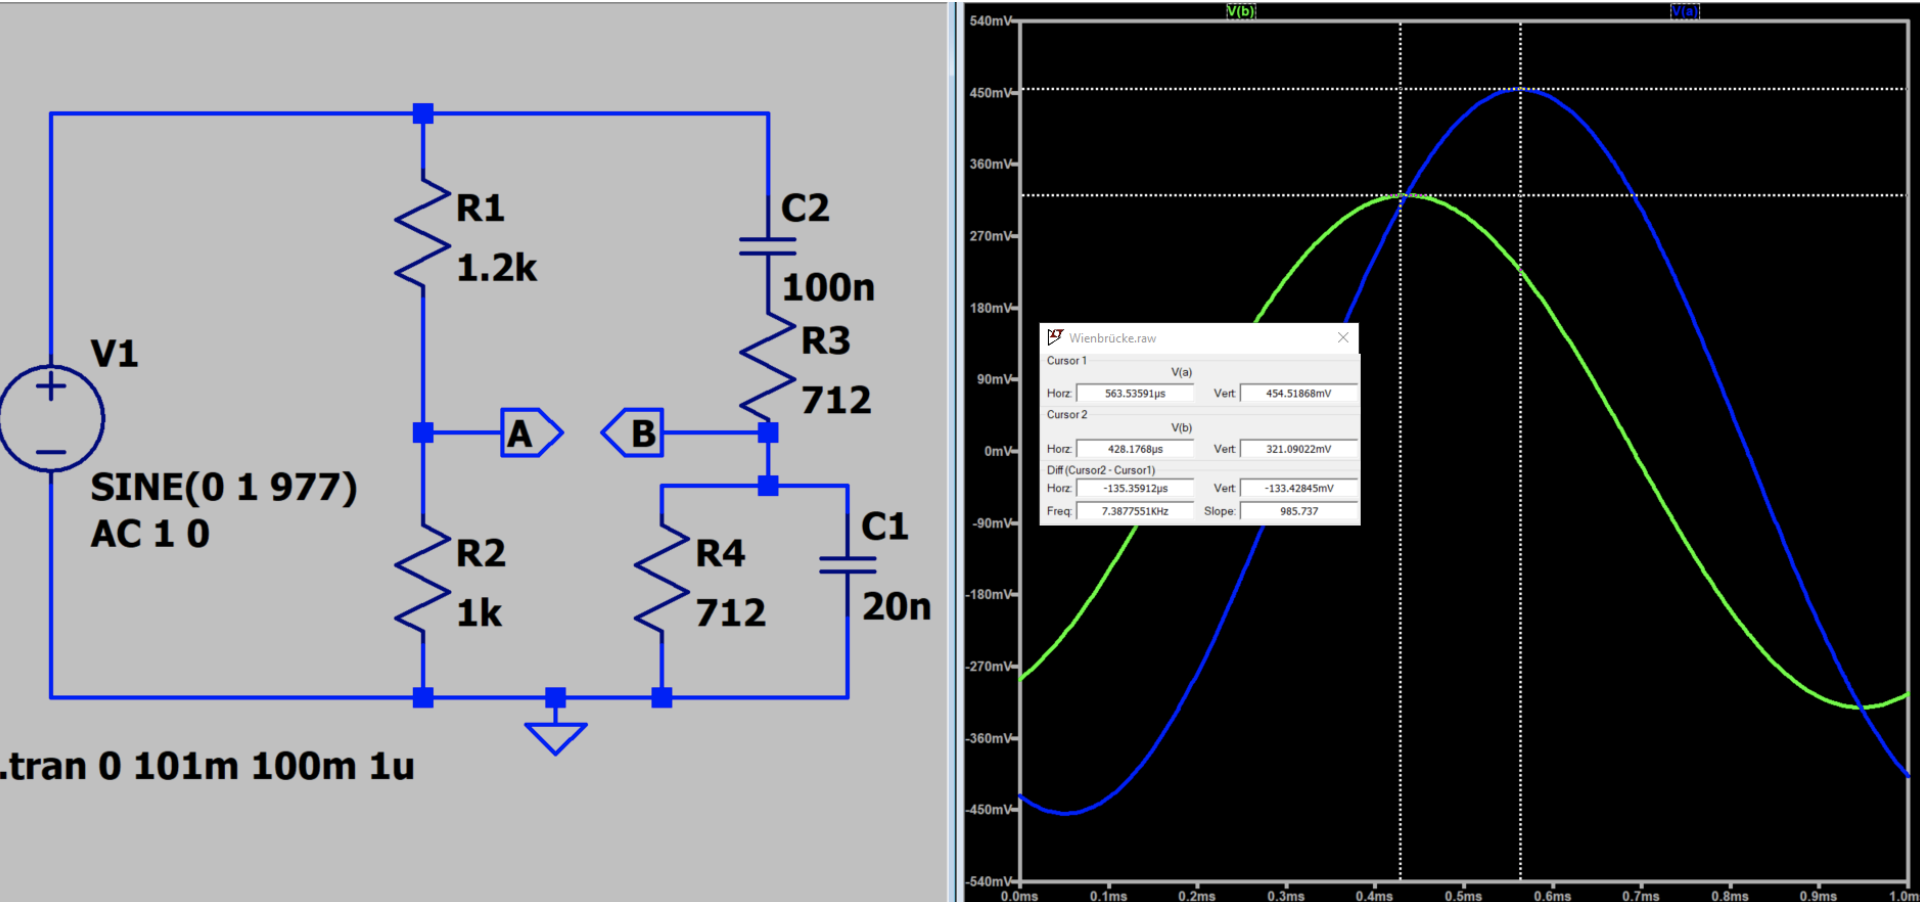 R1
1.2k
C2
100n
R3
712
V1
A
B
SINE(0 1 977)
AC 1 0
R2
1k
R4
712
C1
20n
.tran 0 101m 100m 1u
V(b)
V(a)
540mV
450mV
360mV
270mV
180mV
90mV
0mV
-90mV
-180mV
-270mV
-360mV
-450mV
-540mV
0.0ms
0.1ms
0.2ms
0.3ms
0.4ms
0.5ms
0.6ms
0.7ms
0.8ms
0.9ms
1.0m
Wienbrücke.raw
Cursor 1
V(a)
Horz: 563.53591µs Vert: 454.51868mV
Cursor 2
V(b)
Horz: 428.1768µs Vert: 321.09022mV
Diff (Cursor2 - Cursor1)
Horz: -135.35912µs Vert: -133.42845mV
Freq: 7.3877551KHz Slope: 985.737